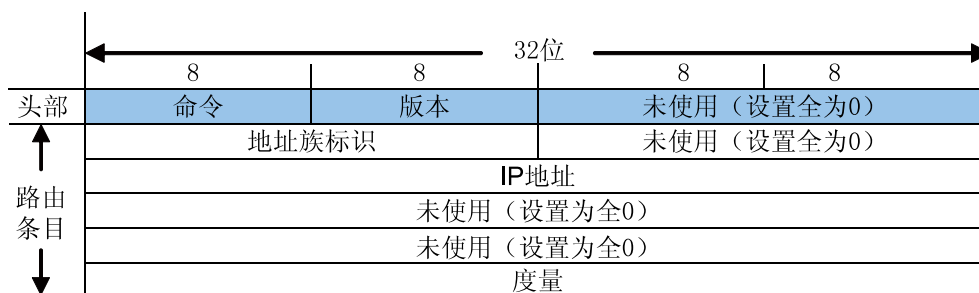 32位
8 8 8 8
头部 命令 版本 未使用（设置全为0）
地址族标识 未使用（设置全为0）
IP地址
路由 未使用（设置为全0）
条目 未使用（设置为全0）
度量